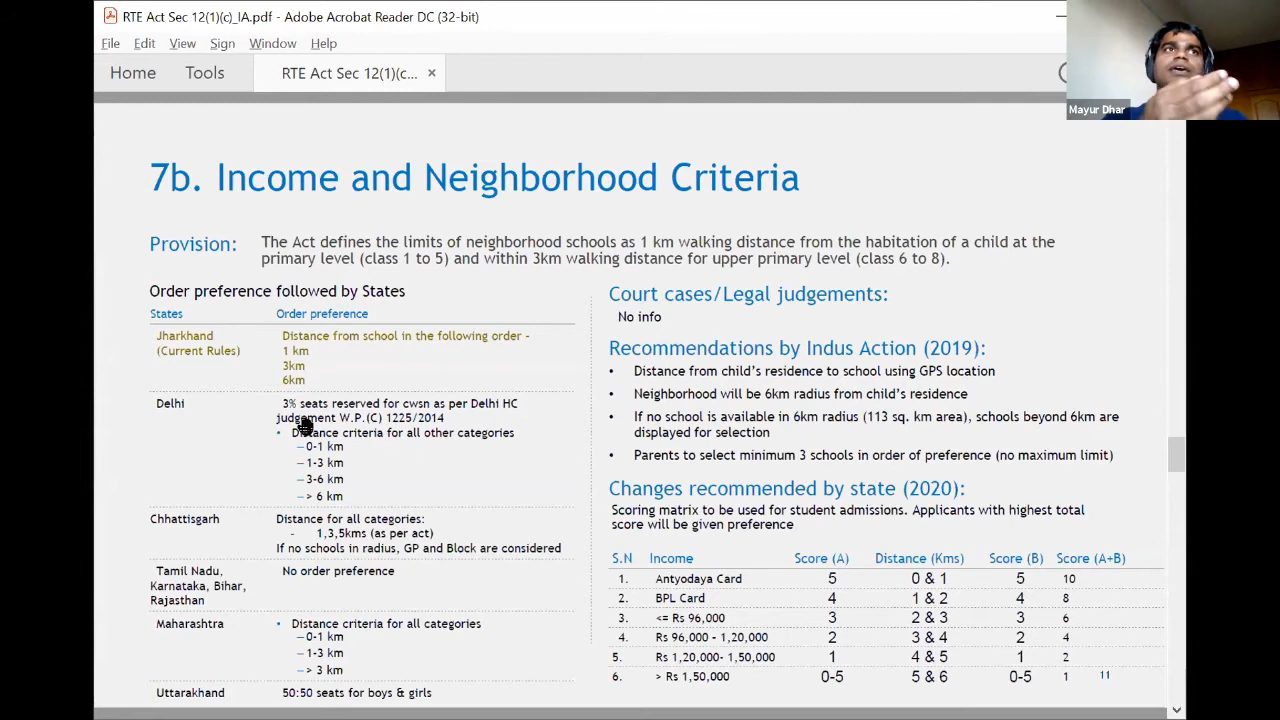 RTE Act Sec 12(1)(c)_IA.pdf - Adobe Acrobat Reader DC (32-bit)
File Edit View Sign Window Help
Home Tools RTE Act Sec 12(1)(c... ×
Mayur Dhar
7b. Income and Neighborhood Criteria
Provision: The Act defines the limits of neighborhood schools as 1 km walking distance from the habitation of a child at the
primary level (class 1 to 5) and within 3km walking distance for upper primary level (class 6 to 8).
Order preference followed by States
States Order preference
Jharkhand Distance from school in the following order –
(Current Rules) 1 km
3km
6km
Delhi 3% seats reserved for cwsn as per Delhi HC
judgement W.P.(C) 1225/2014
• Distance criteria for all other categories
–0-1 km
–1-3 km
–3-6 km
–> 6 km
Chhattisgarh Distance for all categories:
- 1,3,5kms (as per act)
If no schools in radius, GP and Block are considered
Tamil Nadu, No order preference
Karnataka, Bihar,
Rajasthan
Maharashtra • Distance criteria for all categories
–0-1 km
–1-3 km
–> 3 km
Uttarakhand 50:50 seats for boys & girls
Court cases/Legal judgements:
No info
Recommendations by Indus Action (2019):
• Distance from child’s residence to school using GPS location
• Neighborhood will be 6km radius from child’s residence
• If no school is available in 6km radius (113 sq. km area), schools beyond 6km are
displayed for selection
• Parents to select minimum 3 schools in order of preference (no maximum limit)
Changes recommended by state (2020):
Scoring matrix to be used for student admissions. Applicants with highest total
score will be given preference
S.N Income Score (A) Distance (Kms) Score (B) Score (A+B)
1. Antyodaya Card 5 0 & 1 5 10
2. BPL Card 4 1 & 2 4 8
3. <= Rs 96,000 3 2 & 3 3 6
4. Rs 96,000 - 1,20,000 2 3 & 4 2 4
5. Rs 1,20,000- 1,50,000 1 4 & 5 1 2
6. > Rs 1,50,000 0-5 5 & 6 0-5 1
11